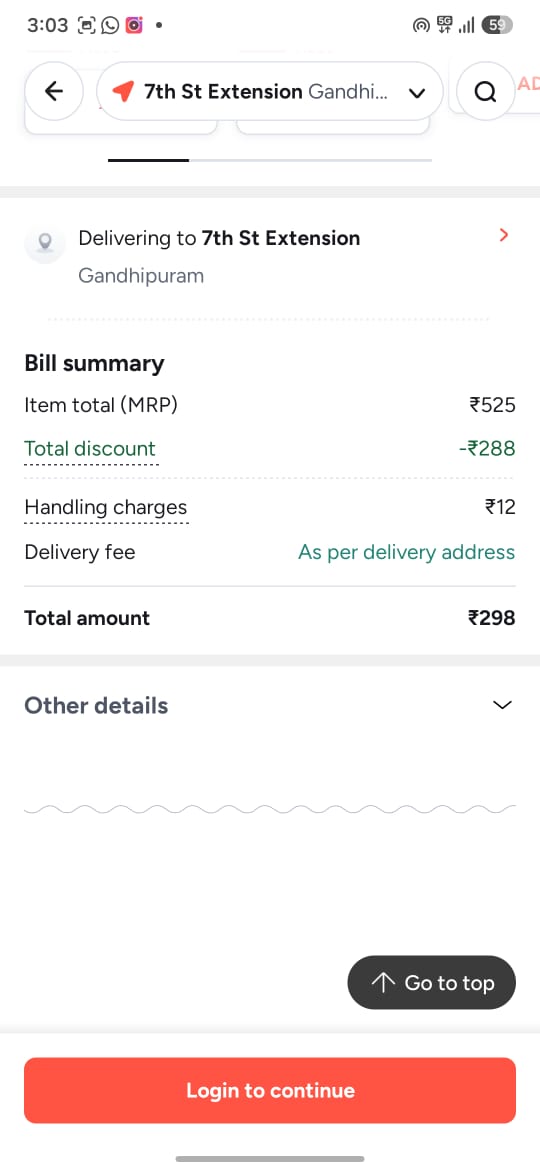 3:03
5G
59
7th St Extension Gandhi...
AD
Delivering to 7th St Extension
Gandhipuram
Bill summary
Item total (MRP) ₹525
Total discount -₹288
Handling charges ₹12
Delivery fee As per delivery address
Total amount ₹298
Other details
Go to top
Login to continue